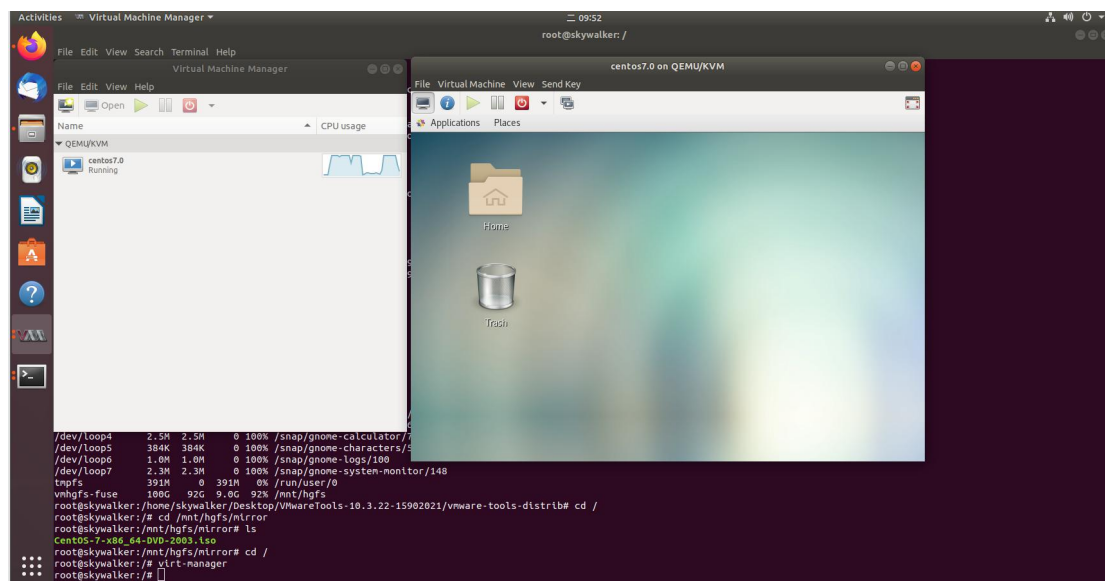 Activities Virtual Machine Manager
二 09:52
root@skywalker: /
File Edit View Search Terminal Help
Virtual Machine Manager
File Edit View Help
Open
Name CPU usage
QEMU/KVM
centos7.0
Running
centos7.0 on QEMU/KVM
File Virtual Machine View Send Key
Applications Places
Home
Trash
/dev/loop4 2.5M 2.5M 0 100% /snap/gnome-calculator/7
/dev/loop5 384K 384K 0 100% /snap/gnome-characters/5
/dev/loop6 1.0M 1.0M 0 100% /snap/gnome-logs/100
/dev/loop7 2.3M 2.3M 0 100% /snap/gnome-system-monitor/148
tmpfs 391M 0 391M 0% /run/user/0
vmhgfs-fuse 100G 92G 9.0G 92% /mnt/hgfs
root@skywalker:/home/skywalker/Desktop/VMwareTools-10.3.22-15902021/vmware-tools-distrib# cd /
root@skywalker:/# cd /mnt/hgfs/mirror
root@skywalker:/mnt/hgfs/mirror# ls
CentOS-7-x86_64-DVD-2003.iso
root@skywalker:/mnt/hgfs/mirror# cd /
root@skywalker:/# virt-manager
root@skywalker:/#